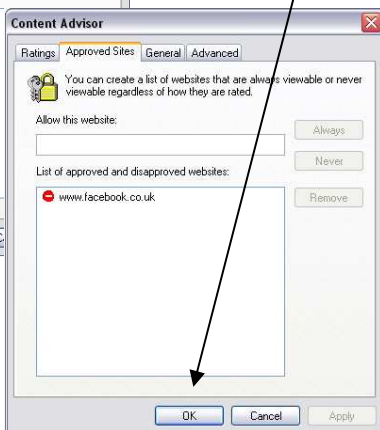 Content Advisor
Ratings Approved Sites General Advanced
You can create a list of websites that are always viewable or never
viewable regardless of how they are rated.
Allow this website:
Always
Never
List of approved and disapproved websites:
www.facebook.co.uk
Remove
OK Cancel Apply